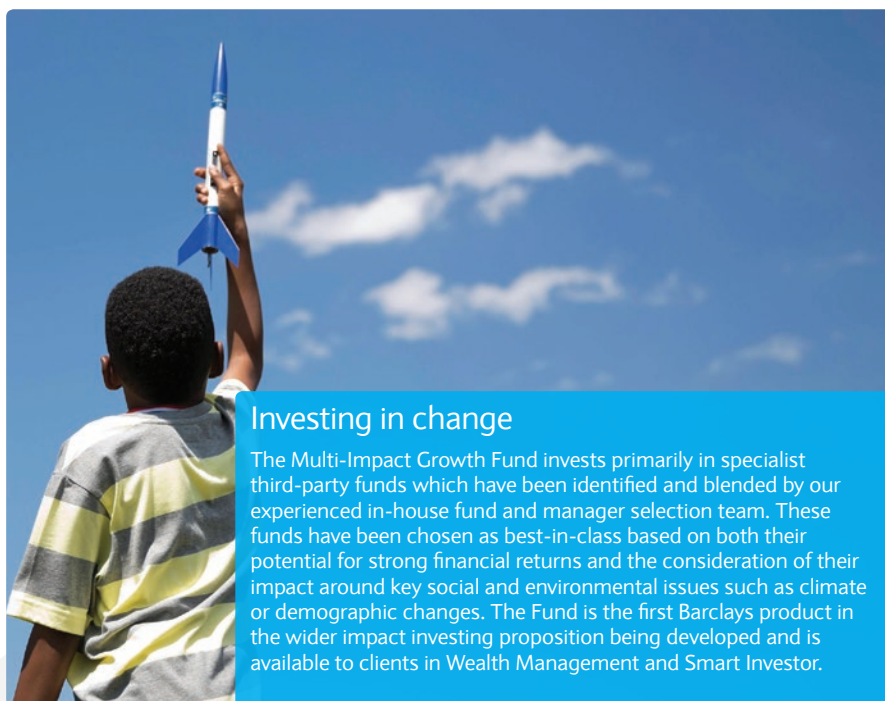 Investing in change
The Multi-Impact Growth Fund invests primarily in specialist
third-party funds which have been identified and blended by our
experienced in-house fund and manager selection team. These
funds have been chosen as best-in-class based on both their
potential for strong financial returns and the consideration of their
impact around key social and environmental issues such as climate
or demographic changes. The Fund is the first Barclays product in
the wider impact investing proposition being developed and is
available to clients in Wealth Management and Smart Investor.